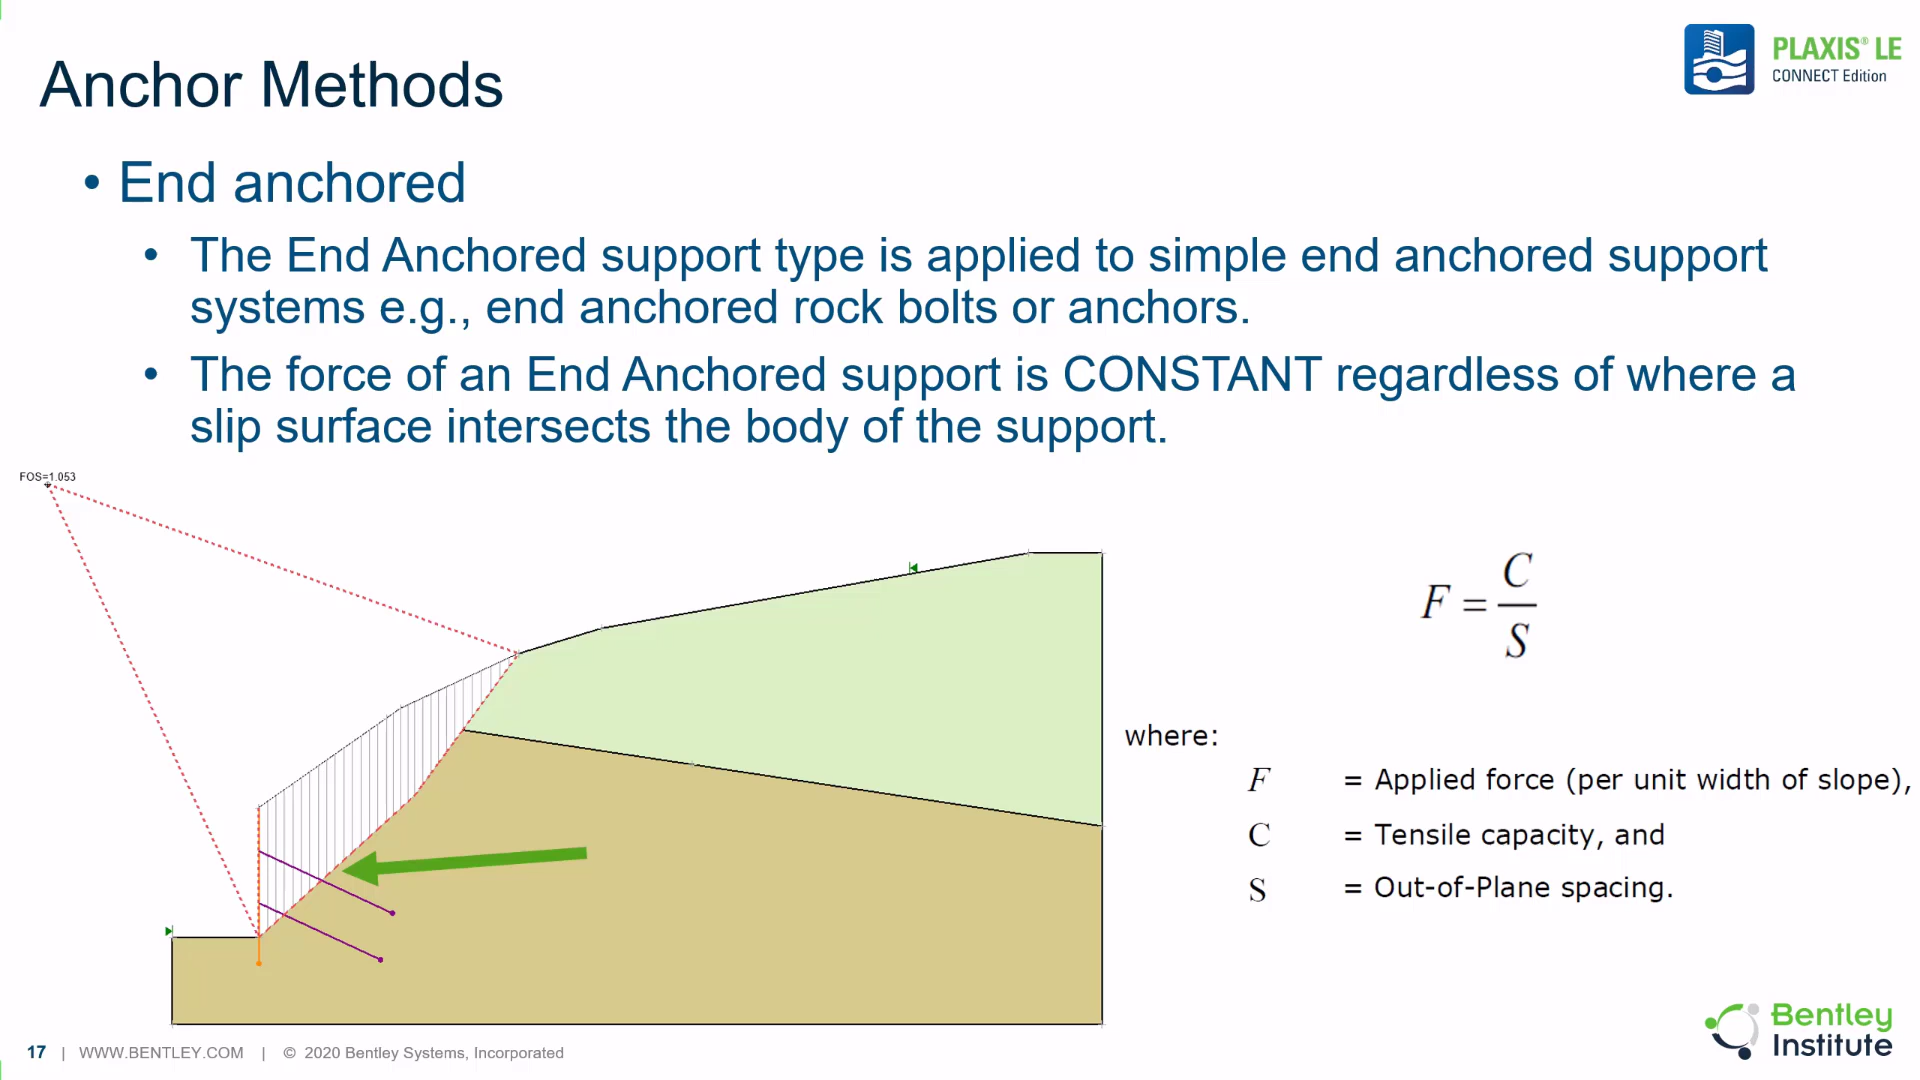 PLAXIS® LE
CONNECT Edition
Anchor Methods
• End anchored
• The End Anchored support type is applied to simple end anchored support
systems e.g., end anchored rock bolts or anchors.
• The force of an End Anchored support is CONSTANT regardless of where a
slip surface intersects the body of the support.
FOS=1.053
F = C
S
where:
F = Applied force (per unit width of slope),
C = Tensile capacity, and
S = Out-of-Plane spacing.
Bentley
Institute
17 | WWW.BENTLEY.COM | © 2020 Bentley Systems, Incorporated